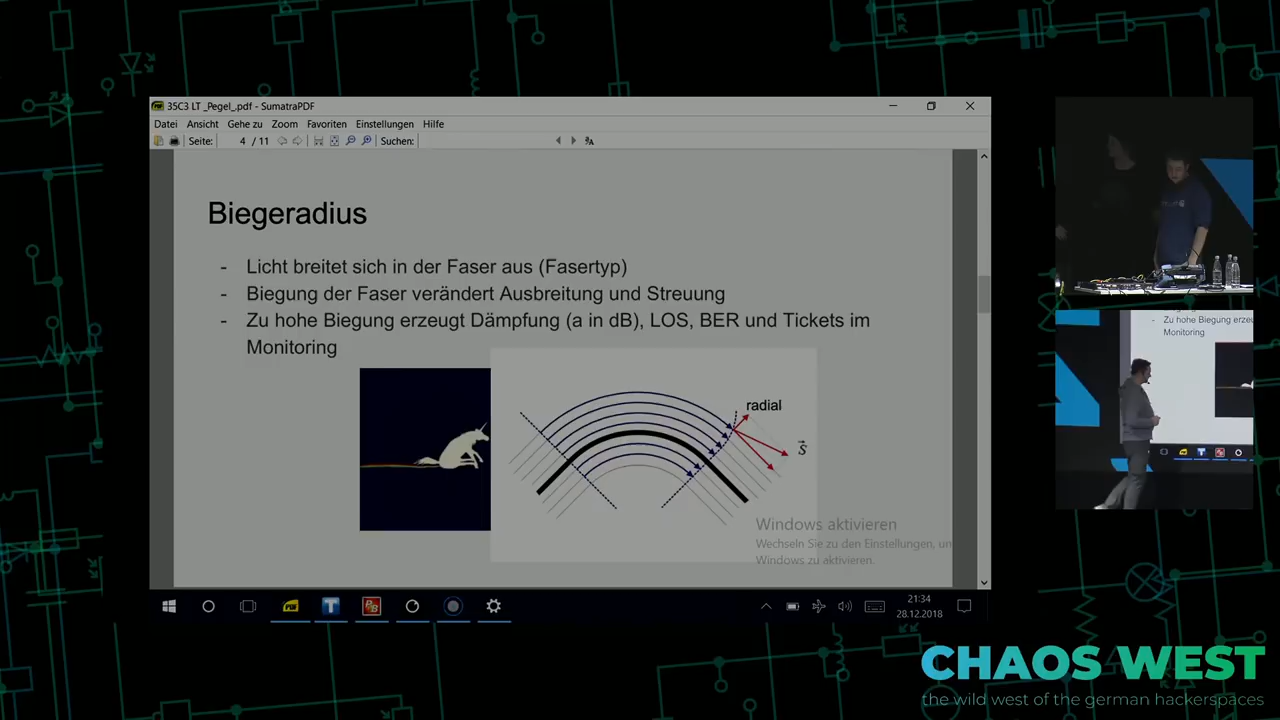 35C3 LT _Pegel_.pdf - SumatraPDF
Datei Ansicht Gehe zu Zoom Favoriten Einstellungen Hilfe
Seite: 4 / 11 Suchen:
Biegeradius
- Licht breitet sich in der Faser aus (Fasertyp)
- Biegung der Faser verändert Ausbreitung und Streuung
- Zu hohe Biegung erzeugt Dämpfung (a in dB), LOS, BER und Tickets im
Monitoring
radial
S
Windows aktivieren
Wechseln Sie zu den Einstellungen, un
Windows zu aktivieren.
21:34
28.12.2018
Zu hohe Biegung erzeu
Monitoring
CHAOS WEST
the wild west of the german hackerspaces